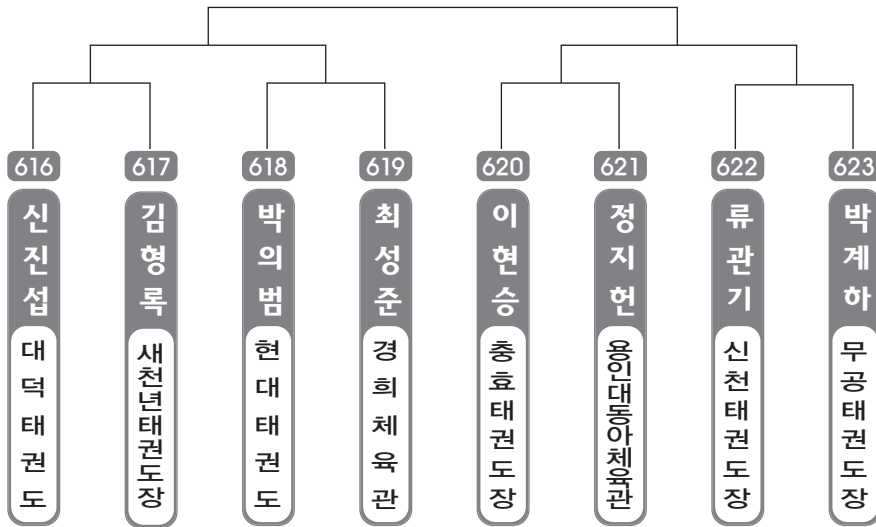 616
617
618
619
620
621
622
623
신진섭
김형록
박의범
최성준
이현승
정지헌
류관기
박계하
대덕태권도
새천년태권도장
현대태권도
경희체육관
충효태권도장
용인대동아체육관
신천태권도장
무공태권도장